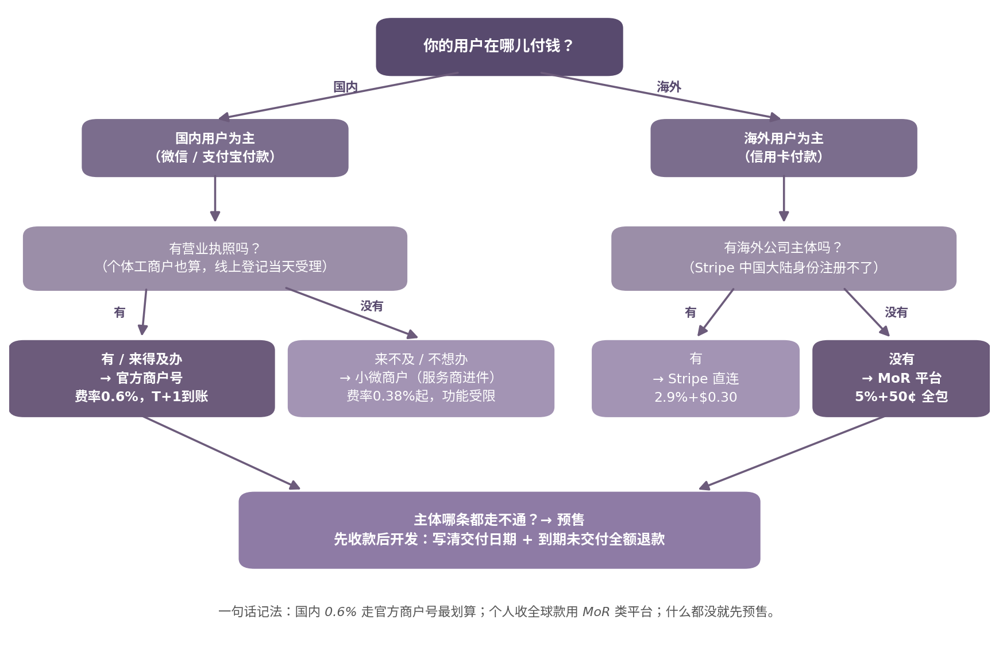 你的用户在哪儿付钱？
国内
海外
国内用户为主
（微信 / 支付宝付款）
海外用户为主
（信用卡付款）
有营业执照吗？
（个体工商户也算，线上登记当天受理）
有海外公司主体吗？
（Stripe 中国大陆身份注册不了）
有
没有
有
没有
有 / 来得及办
→ 官方商户号
费率0.6%，T+1到账
来不及 / 不想办
→ 小微商户（服务商进件）
费率0.38%起，功能受限
有
→ Stripe 直连
2.9%+$0.30
没有
→ MoR 平台
5%+50¢ 全包
主体哪条都走不通？→ 预售
先收款后开发：写清交付日期 + 到期未交付全额退款
一句话记法：国内 0.6% 走官方商户号最划算；个人收全球款用 MoR 类平台；什么都没就先预售。